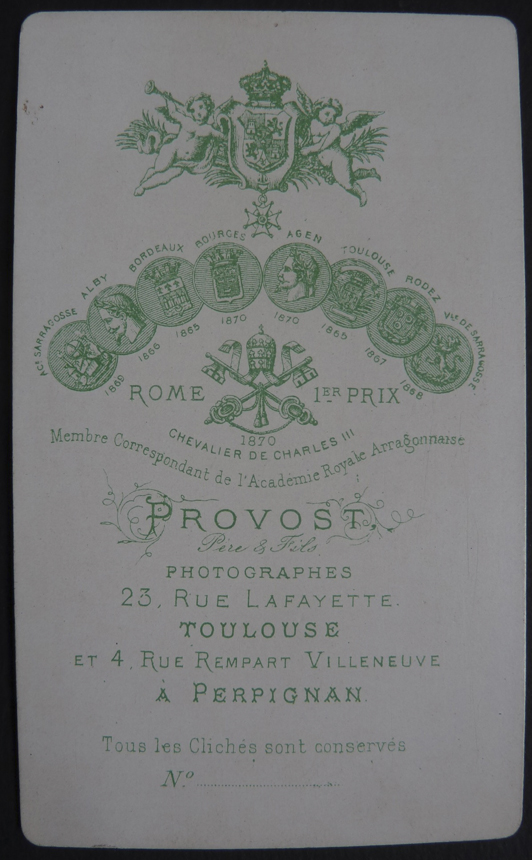 ACᵉ SARRAGOSSE ALBY BORDEAUX BOURGES AGEN TOULOUSE RODEZ Vᵗᵉ DE SARRAGOSSE
1869 1866 1865 1870 1870 1865 1867 1868
ROME 1ER PRIX
1870
CHEVALIER DE CHARLES III
Membre Correspondant de l'Académie Royale Arragonnaise
PROVOST,
Père & Fils
PHOTOGRAPHES
23, RUE LAFAYETTE.
TOULOUSE
ET 4, RUE REMPART VILLENEUVE
A PERPIGNAN.
Tous les Clichés sont conservés
Nº